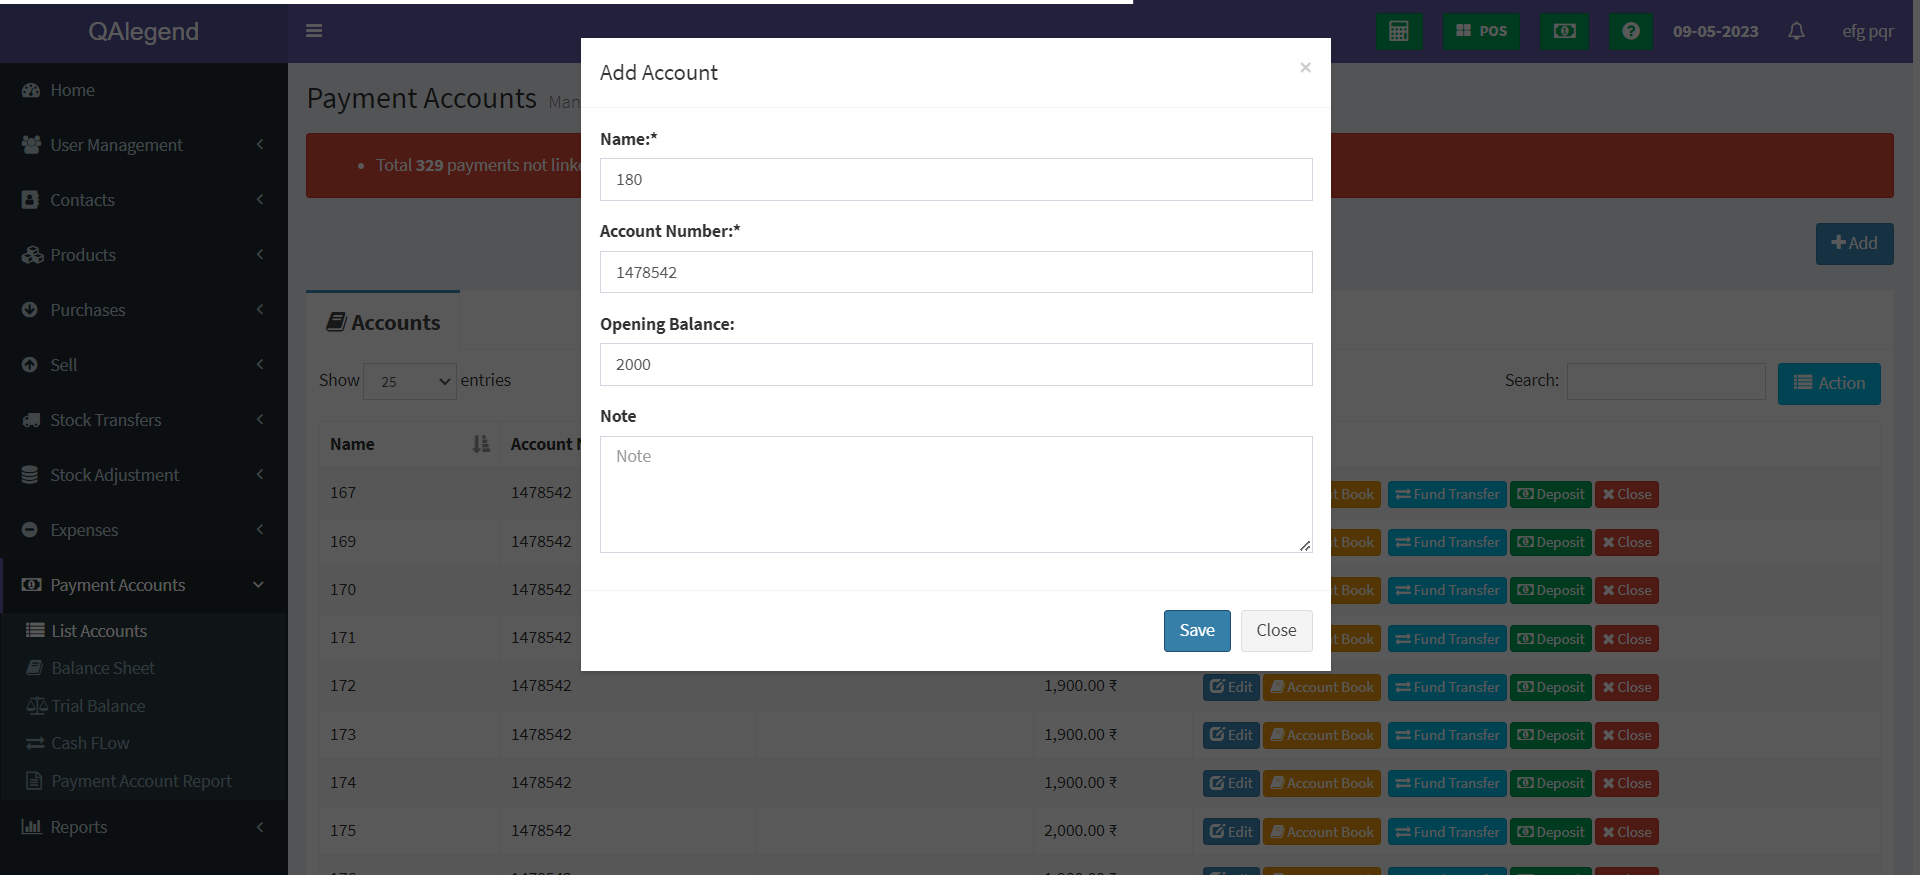 QAlegend
POS
09-05-2023
efg pqr
Home
User Management
Contacts
Products
Purchases
Sell
Stock Transfers
Stock Adjustment
Expenses
Payment Accounts
List Accounts
Balance Sheet
Trial Balance
Cash FLow
Payment Account Report
Reports
Payment Accounts Man
Total 329 payments not link
Add
Accounts
Show 25 entries
Search:
Action
Name Account N
167 1478542 t Book Fund Transfer Deposit Close
169 1478542 t Book Fund Transfer Deposit Close
170 1478542 t Book Fund Transfer Deposit Close
171 1478542 t Book Fund Transfer Deposit Close
172 1478542 1,900.00 ₹ Edit Account Book Fund Transfer Deposit Close
173 1478542 1,900.00 ₹ Edit Account Book Fund Transfer Deposit Close
174 1478542 1,900.00 ₹ Edit Account Book Fund Transfer Deposit Close
175 1478542 2,000.00 ₹ Edit Account Book Fund Transfer Deposit Close
Add Account ×
Name:*
180
Account Number:*
1478542
Opening Balance:
2000
Note
Note
Save Close